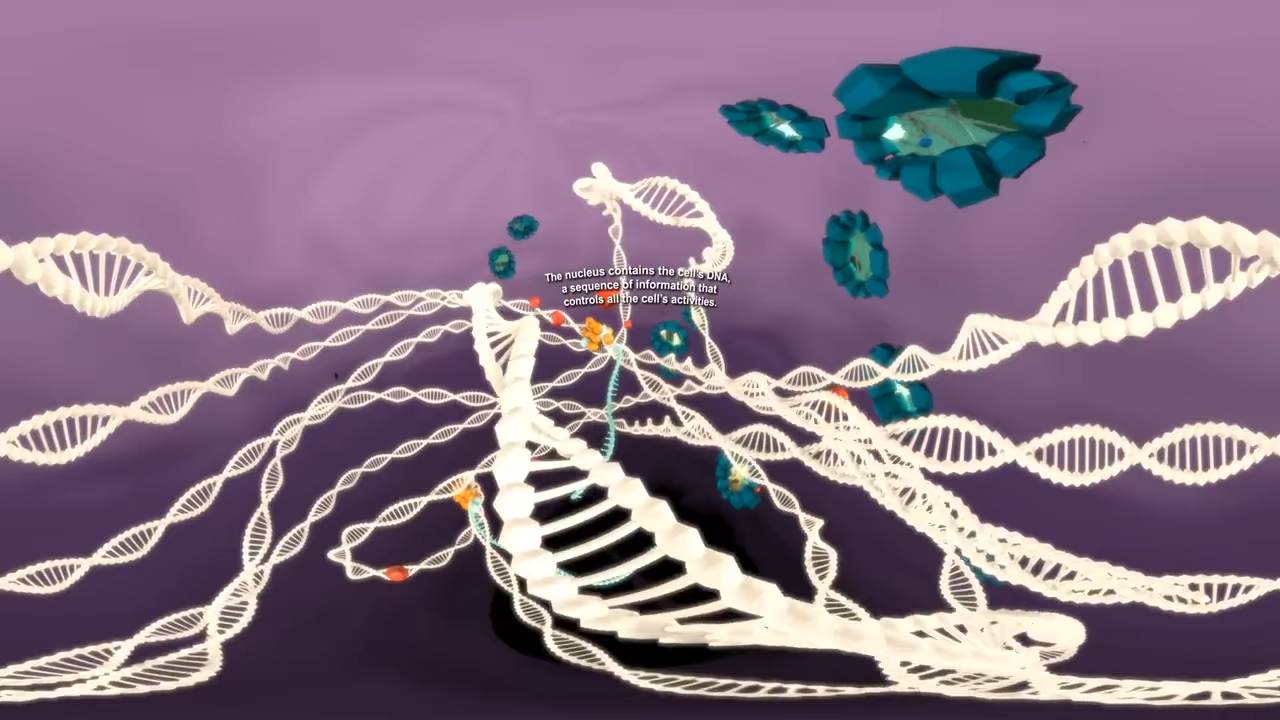 The nucleus contains the cell's DNA,
a sequence of information that
controls all the cell's activities.